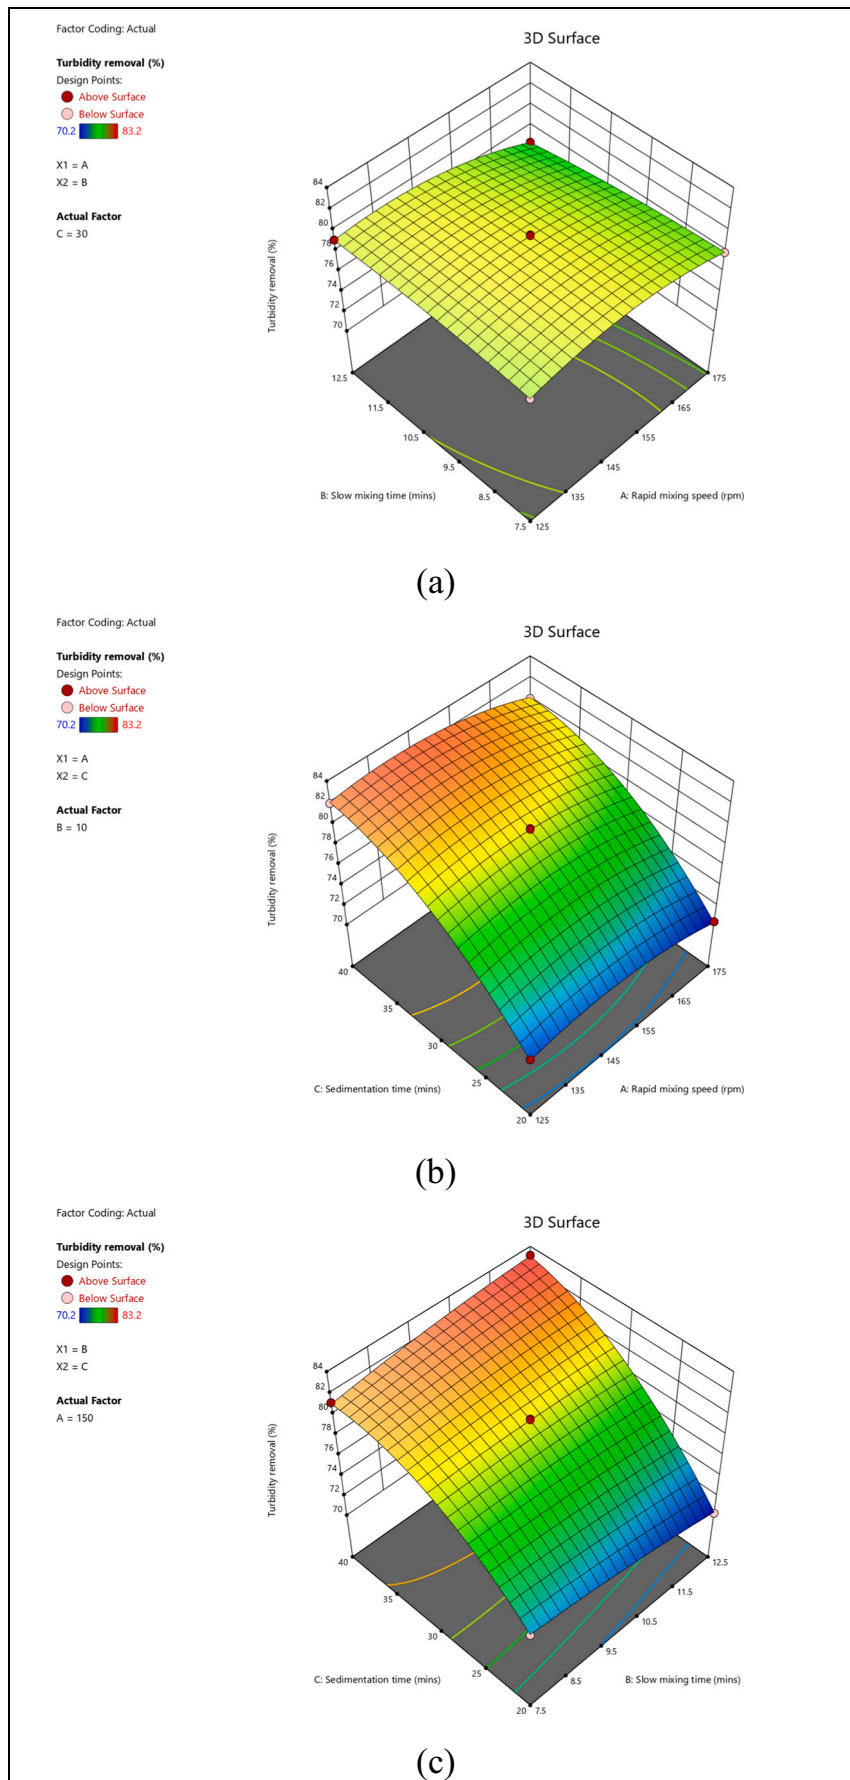 Factor Coding: Actual
3D Surface
Turbidity removal (%)
Design Points:
Above Surface
Below Surface
70.2 83.2
X1 = A
X2 = B
Actual Factor
C = 30
84
82
80
78
76
74
72
70
Turbidity removal (%)
12.5
11.5
10.5
9.5
8.5
7.5
B: Slow mixing time (mins)
125
135
145
155
165
175
A: Rapid mixing speed (rpm)
(a)
Factor Coding: Actual
3D Surface
Turbidity removal (%)
Design Points:
Above Surface
Below Surface
70.2 83.2
X1 = A
X2 = C
Actual Factor
B = 10
84
82
80
78
76
74
72
70
Turbidity removal (%)
40
35
30
25
20
C: Sedimentation time (mins)
125
135
145
155
165
175
A: Rapid mixing speed (rpm)
(b)
Factor Coding: Actual
3D Surface
Turbidity removal (%)
Design Points:
Above Surface
Below Surface
70.2 83.2
X1 = B
X2 = C
Actual Factor
A = 150
84
82
80
78
76
74
72
70
Turbidity removal (%)
40
35
30
25
20
C: Sedimentation time (mins)
7.5
8.5
9.5
10.5
11.5
12.5
B: Slow mixing time (mins)
(c)